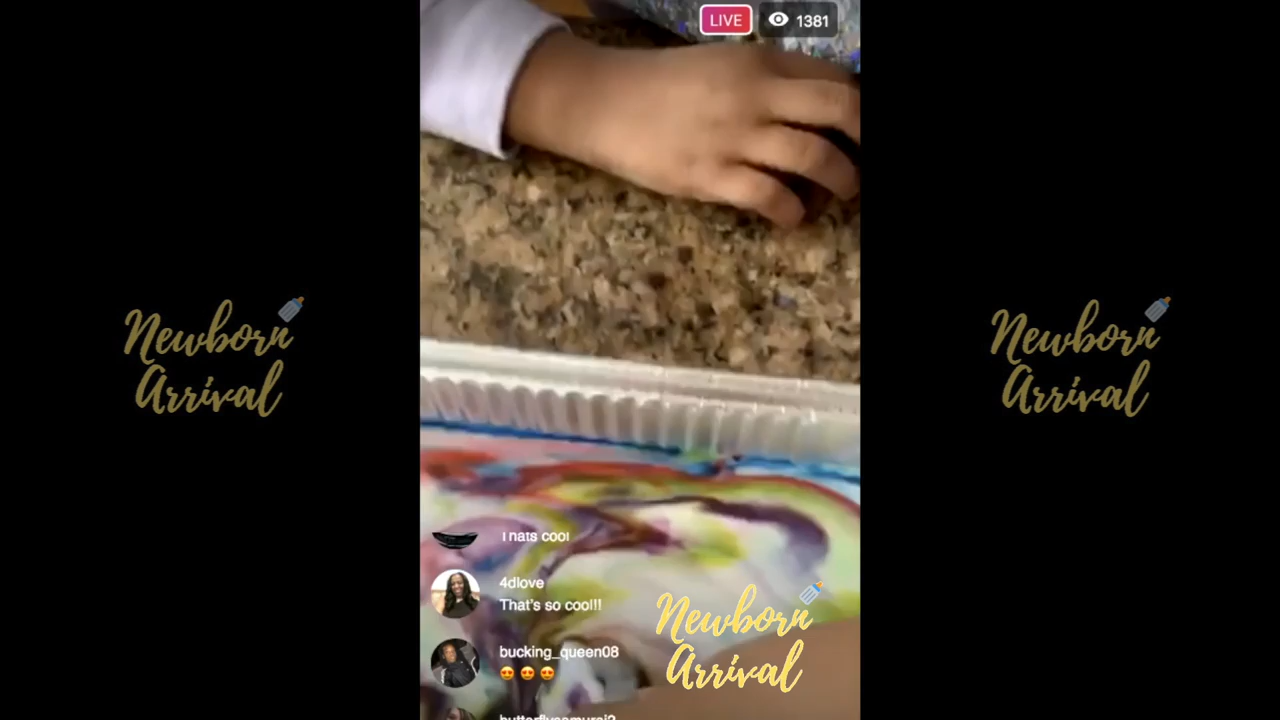 LIVE 1381
Newborn
Arrival
Newborn
Arrival
Thats cool
4dlove
That's so cool!!
bucking_queen08
😍 😍 😍
Newborn
Arrival